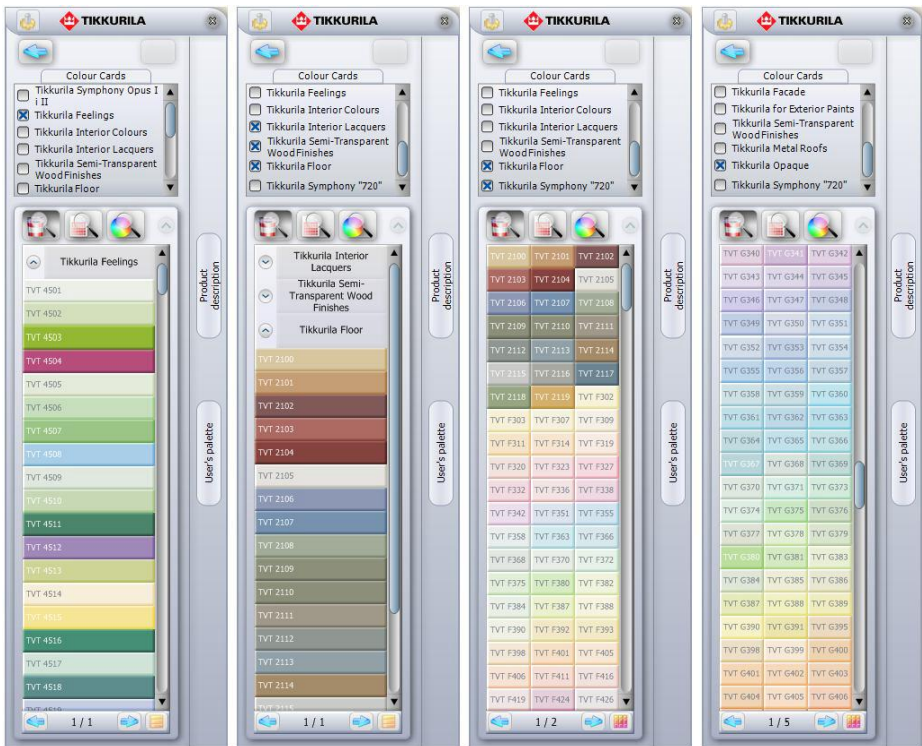 TIKKURILA
Colour Cards
Tikkurila Symphony Opus I
i II
Tikkurila Feelings
Tikkurila Interior Colours
Tikkurila Interior Lacquers
Tikkurila Semi-Transparent
Wood Finishes
Tikkurila Floor
Tikkurila Feelings
TVT 4501
TVT 4502
TVT 4503
TVT 4504
TVT 4505
TVT 4506
TVT 4507
TVT 4508
TVT 4509
TVT 4510
TVT 4511
TVT 4512
TVT 4513
TVT 4514
TVT 4515
TVT 4516
TVT 4517
TVT 4518
TVT 4519
1 / 1
Product
description
User's palette
TIKKURILA
Colour Cards
Tikkurila Feelings
Tikkurila Interior Colours
Tikkurila Interior Lacquers
Tikkurila Semi-Transparent
Wood Finishes
Tikkurila Floor
Tikkurila Symphony "720"
Tikkurila Interior
Lacquers
Tikkurila Semi-
Transparent Wood
Finishes
Tikkurila Floor
TVT 2100
TVT 2101
TVT 2102
TVT 2103
TVT 2104
TVT 2105
TVT 2106
TVT 2107
TVT 2108
TVT 2109
TVT 2110
TVT 2111
TVT 2112
TVT 2113
TVT 2114
TVT 2115
1 / 1
Product
description
User's palette
TIKKURILA
Colour Cards
Tikkurila Feelings
Tikkurila Interior Colours
Tikkurila Interior Lacquers
Tikkurila Semi-Transparent
Wood Finishes
Tikkurila Floor
Tikkurila Symphony "720"
TVT 2100 TVT 2101 TVT 2102
TVT 2103 TVT 2104 TVT 2105
TVT 2106 TVT 2107 TVT 2108
TVT 2109 TVT 2110 TVT 2111
TVT 2112 TVT 2113 TVT 2114
TVT 2115 TVT 2116 TVT 2117
TVT 2118 TVT 2119 TVT F302
TVT F303 TVT F307 TVT F309
TVT F311 TVT F314 TVT F319
TVT F320 TVT F323 TVT F327
TVT F332 TVT F336 TVT F338
TVT F342 TVT F351 TVT F355
TVT F358 TVT F363 TVT F366
TVT F368 TVT F370 TVT F372
TVT F375 TVT F380 TVT F382
TVT F384 TVT F387 TVT F388
TVT F390 TVT F392 TVT F393
TVT F398 TVT F401 TVT F405
TVT F406 TVT F411 TVT F416
TVT F419 TVT F424 TVT F426
1 / 2
Product
description
User's palette
TIKKURILA
Colour Cards
Tikkurila Facade
Tikkurila for Exterior Paints
Tikkurila Semi-Transparent
Wood Finishes
Tikkurila Metal Roofs
Tikkurila Opaque
Tikkurila Symphony "720"
TVT G340 TVT G341 TVT G342
TVT G343 TVT G344 TVT G345
TVT G346 TVT G347 TVT G348
TVT G349 TVT G350 TVT G351
TVT G352 TVT G353 TVT G354
TVT G355 TVT G356 TVT G357
TVT G358 TVT G359 TVT G360
TVT G361 TVT G362 TVT G363
TVT G364 TVT G365 TVT G366
TVT G367 TVT G368 TVT G369
TVT G370 TVT G371 TVT G373
TVT G374 TVT G375 TVT G376
TVT G377 TVT G378 TVT G379
TVT G380 TVT G381 TVT G383
TVT G384 TVT G385 TVT G386
TVT G387 TVT G388 TVT G389
TVT G390 TVT G391 TVT G395
TVT G398 TVT G399 TVT G400
TVT G401 TVT G402 TVT G403
TVT G404 TVT G405 TVT G406
1 / 5
Product
description
User's palette